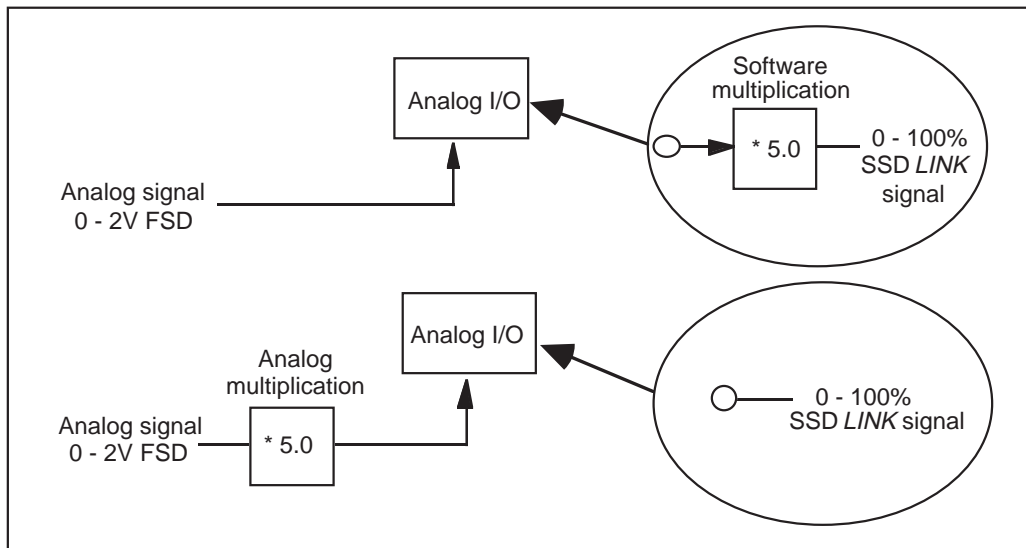 Software
multiplication
Analog I/O
* 5.0
0 - 100%
SSD LINK
signal
Analog signal
0 - 2V FSD
Analog I/O
Analog
multiplication
Analog signal
0 - 2V FSD
* 5.0
0 - 100%
SSD LINK signal